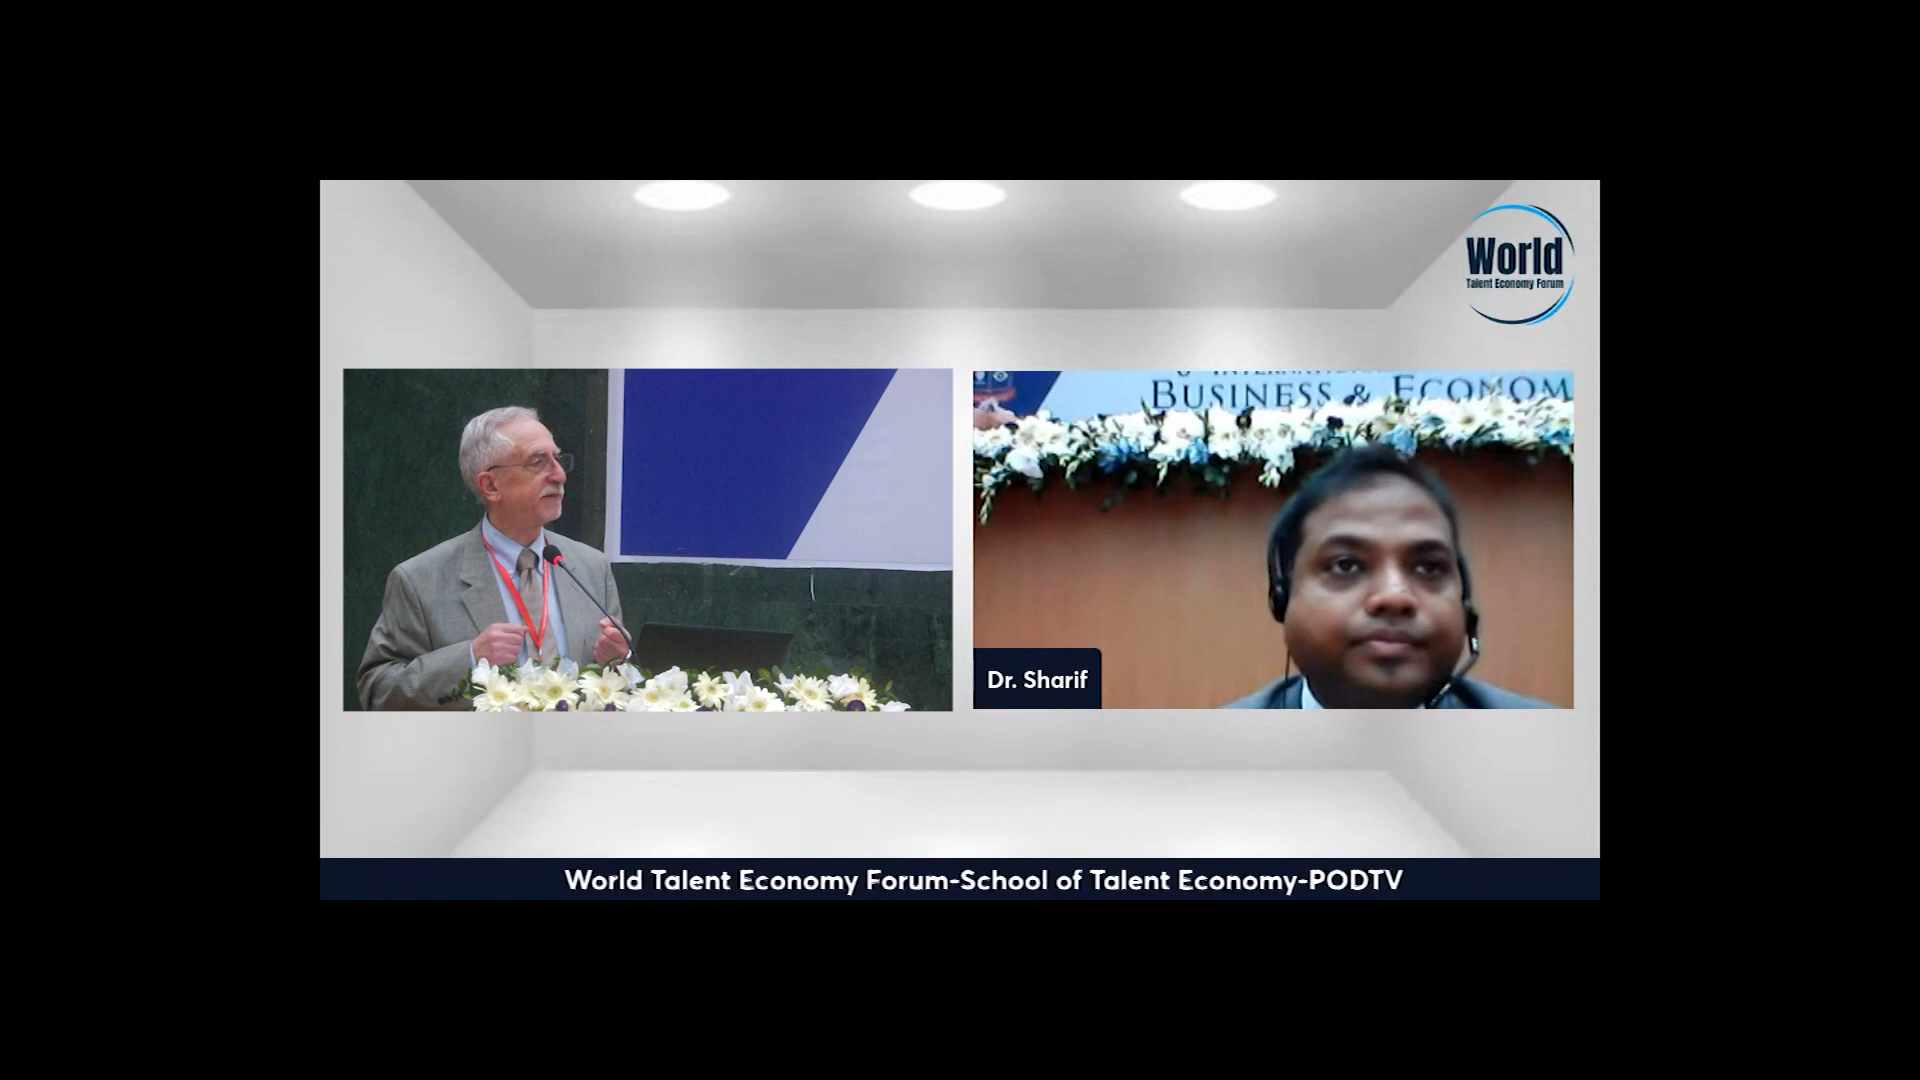 World
Talent Economy Forum
BUSINESS & ECONOM
Dr. Sharif
World Talent Economy Forum-School of Talent Economy-PODTV